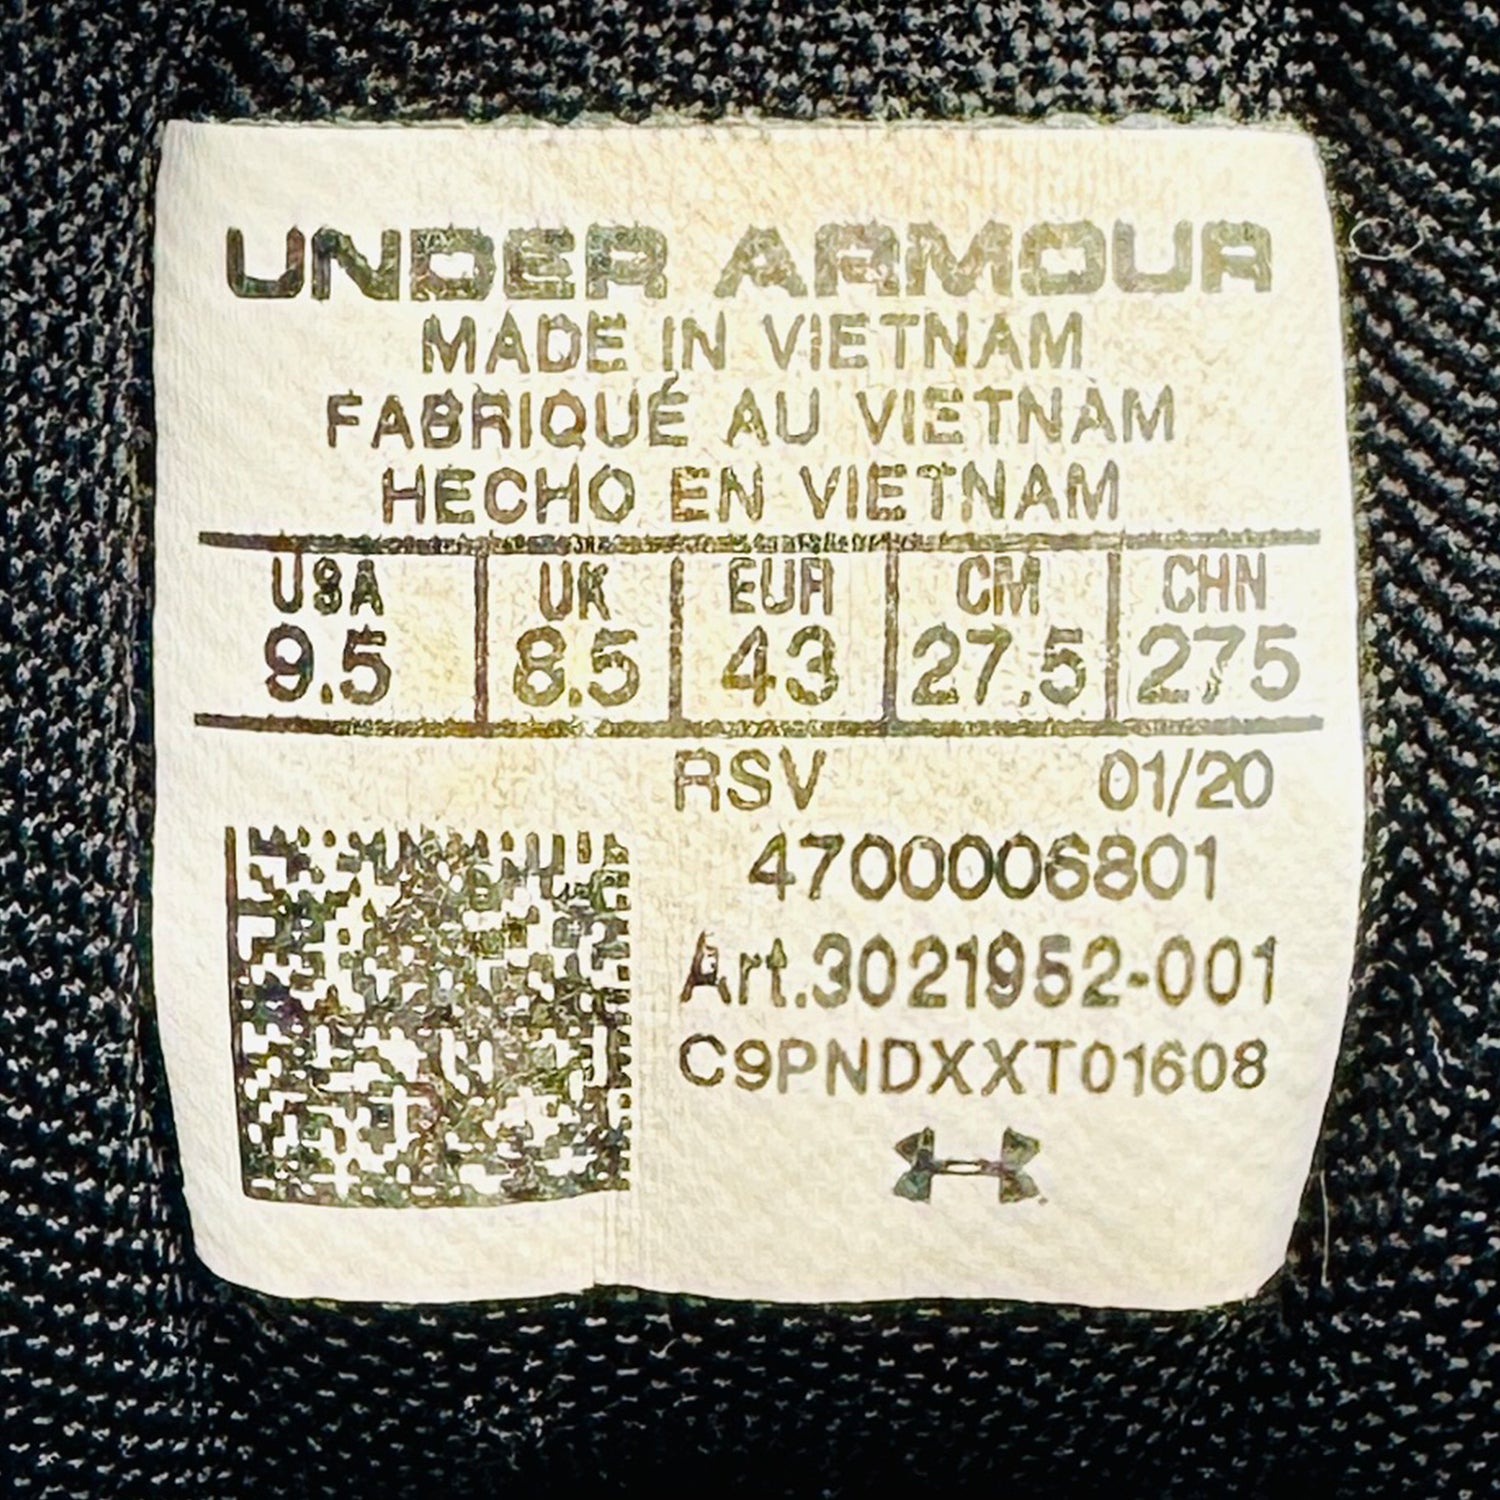 UNDER ARMOUR
MADE IN VIETNAM
FABRIQUÉ AU VIETNAM
HECHO EN VIETNAM
USA UK EUR CM CHN
9.5 8.5 43 27.5 275
RSV 01/20
4700006801
Art.3021952-001
C9PNDXXT01608